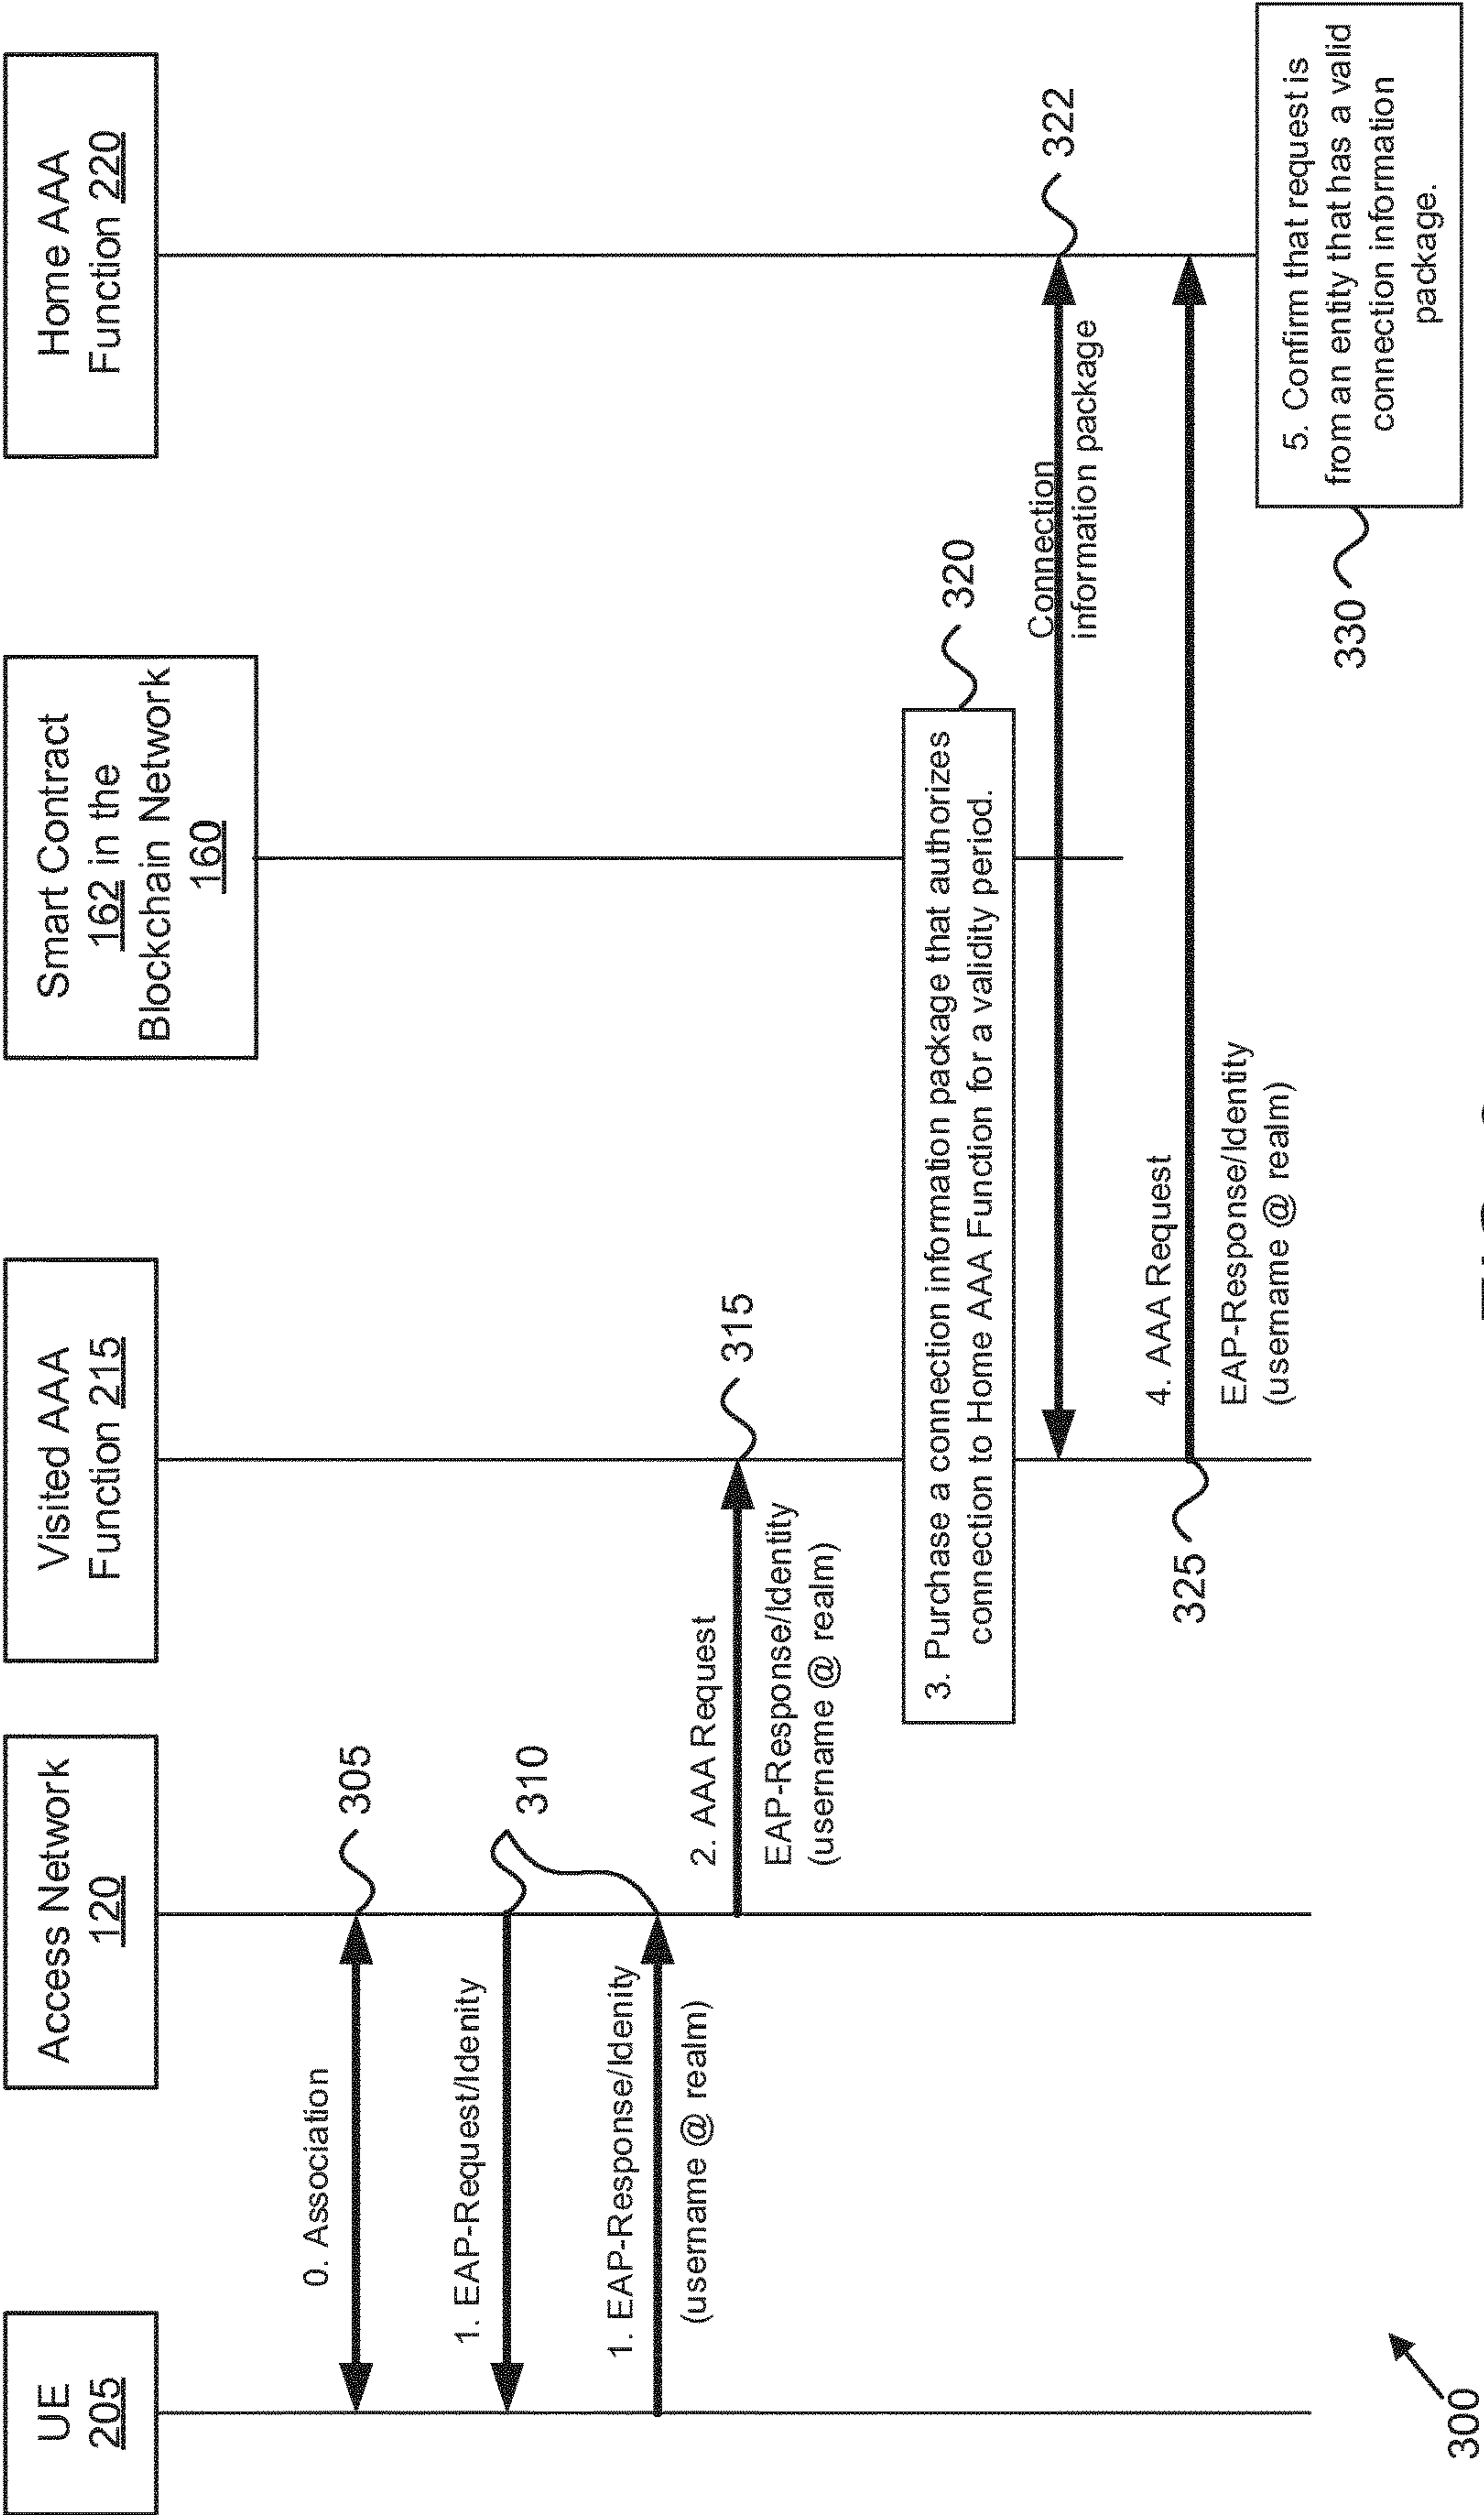 UE
205
Access Network
120
Visited AAA
Function 215
Smart Contract
162 in the
Blockchain Network
160
Home AAA
Function 220
0. Association
305
1. EAP-Request/Idenity
310
1. EAP-Response/Idenity
(username @ realm)
2. AAA Request
315
EAP-Response/Identity
(username @ realm)
3. Purchase a connection information package that authorizes
connection to Home AAA Function for a validity period.
320
Connection
information package
322
4. AAA Request
325
EAP-Response/Identity
(username @ realm)
5. Confirm that request is
from an entity that has a valid
connection information
package.
330
300